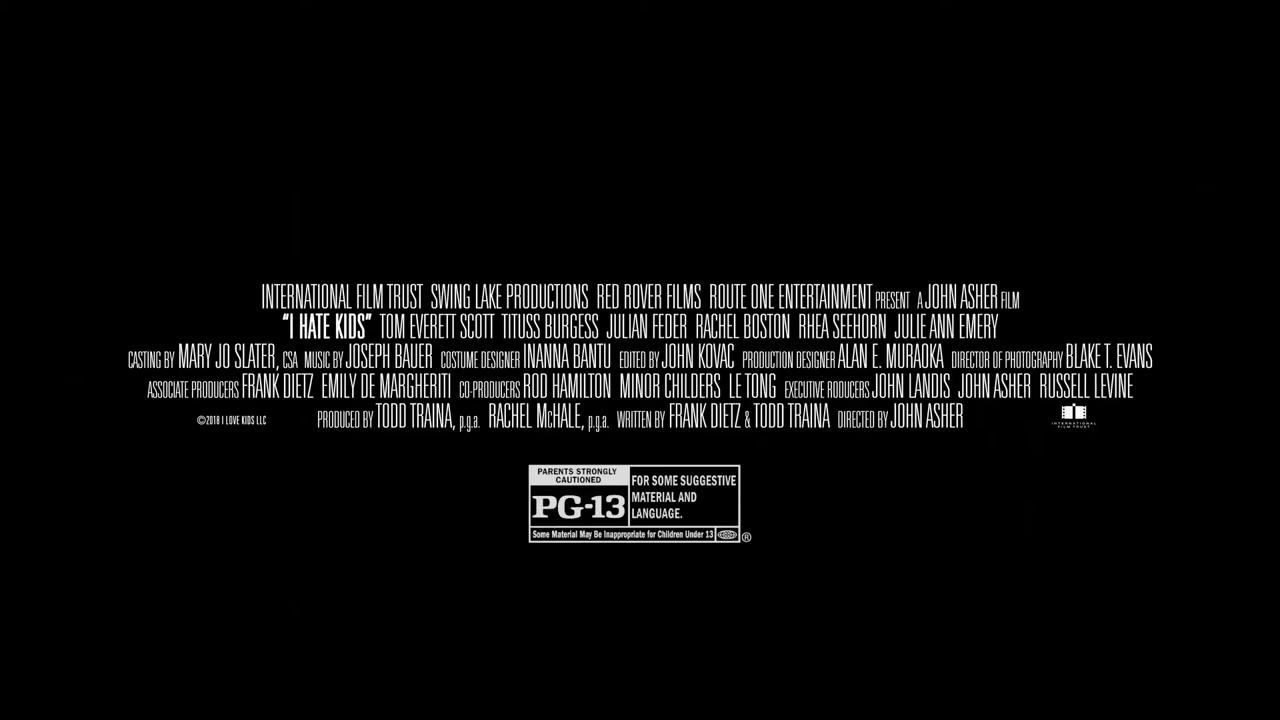 INTERNATIONAL FILM TRUST SWING LAKE PRODUCTIONS RED ROVER FILMS ROUTE ONE ENTERTAINMENT PRESENT A JOHN ASHER FILM
“I HATE KIDS” TOM EVERETT SCOTT TITUSS BURGESS JULIAN FEDER RACHEL BOSTON RHEA SEEHORN JULIE ANN EMERY
CASTING BY MARY JO SLATER, CSA MUSIC BY JOSEPH BAUER COSTUME DESIGNER INANNA BANTU EDITED BY JOHN KOVAC PRODUCTION DESIGNER ALAN E. MURAOKA DIRECTOR OF PHOTOGRAPHY BLAKE T. EVANS
ASSOCIATE PRODUCERS FRANK DIETZ EMILY DE MARGHERITI CO-PRODUCERS ROD HAMILTON MINOR CHILDERS LE TONG EXECUTIVE RODUCERS JOHN LANDIS JOHN ASHER RUSSELL LEVINE
©2018 I LOVE KIDS LLC PRODUCED BY TODD TRAINA, p.g.a. RACHEL McHALE, p.g.a. WRITTEN BY FRANK DIETZ & TODD TRAINA DIRECTED BY JOHN ASHER
INTERNATIONAL
FILM TRUST
PARENTS STRONGLY
CAUTIONED
PG-13
FOR SOME SUGGESTIVE
MATERIAL AND
LANGUAGE.
Some Material May Be Inappropriate for Children Under 13
®